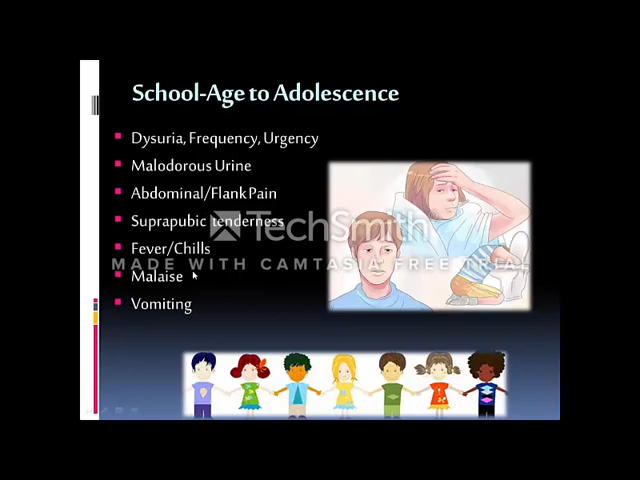 School-Age to Adolescence
Dysuria, Frequency, Urgency
Malodorous Urine
Abdominal/Flank Pain
Suprapubic tenderness
TechSmith
Fever/Chills
MADE WITH CAMTASIA FREE TRIAL
Malaise
Vomiting